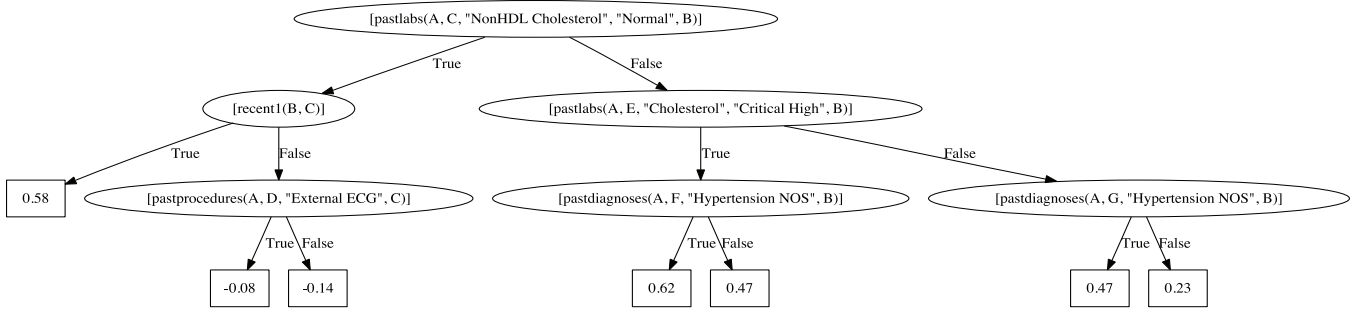 [pastlabs(A, C, "NonHDL Cholesterol", "Normal", B)]
True
False
[recent1(B, C)]
[pastlabs(A, E, "Cholesterol", "Critical High", B)]
True
False
True
False
0.58
[pastprocedures(A, D, "External ECG", C)]
[pastdiagnoses(A, F, "Hypertension NOS", B)]
[pastdiagnoses(A, G, "Hypertension NOS", B)]
True
False
True
False
True
False
-0.08
-0.14
0.62
0.47
0.47
0.23